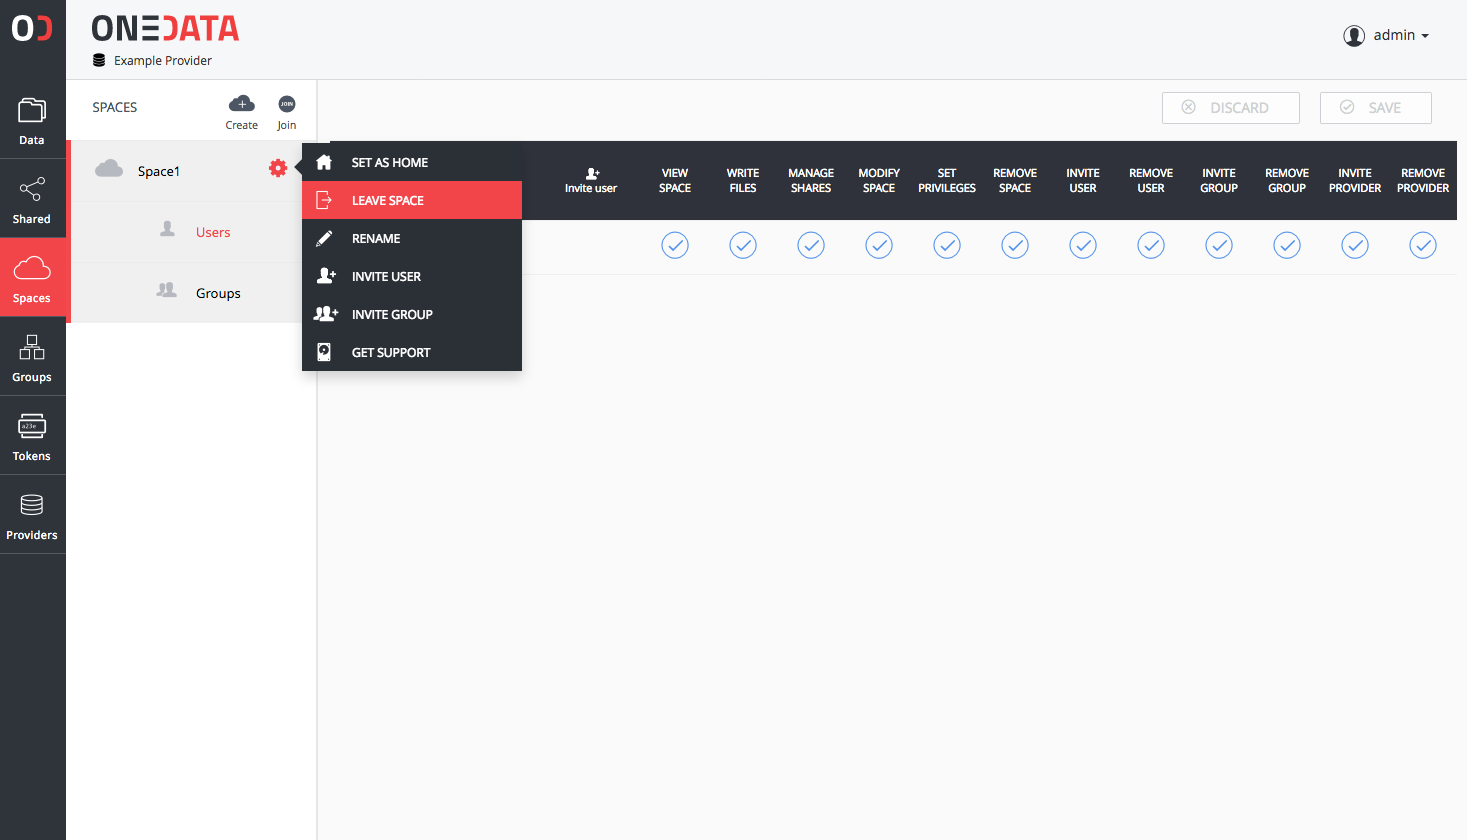 OD
ONEDATA
Example Provider
admin
Data
Shared
Spaces
Groups
a23e
Tokens
Providers
SPACES
Create
JOIN
Join
Space1
Users
Groups
SET AS HOME
LEAVE SPACE
RENAME
INVITE USER
INVITE GROUP
GET SUPPORT
DISCARD
SAVE
Invite user
VIEW
SPACE
WRITE
FILES
MANAGE
SHARES
MODIFY
SPACE
SET
PRIVILEGES
REMOVE
SPACE
INVITE
USER
REMOVE
USER
INVITE
GROUP
REMOVE
GROUP
INVITE
PROVIDER
REMOVE
PROVIDER